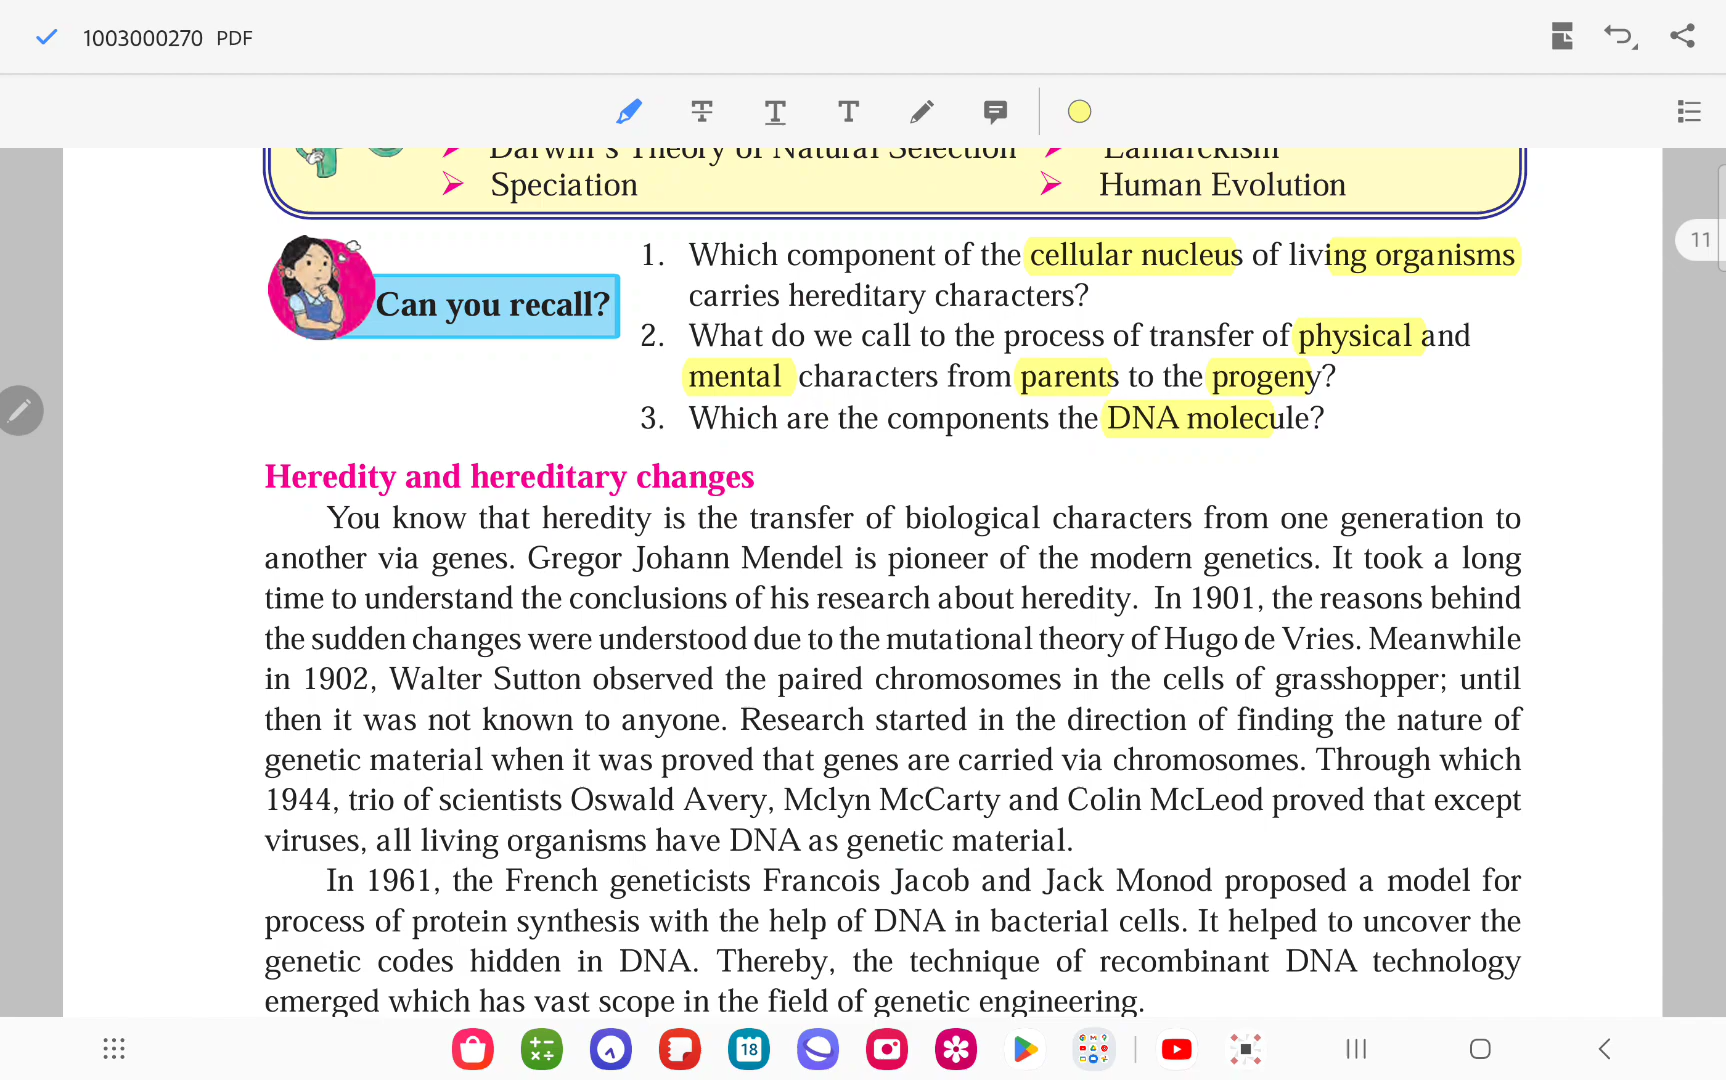 1003000270 PDF
Darwin's Theory of Natural Selection
Lamarckism
Speciation
Human Evolution
11
Can you recall?
1. Which component of the cellular nucleus of living organisms
carries hereditary characters?
2. What do we call to the process of transfer of physical and
mental characters from parents to the progeny?
3. Which are the components the DNA molecule?
Heredity and hereditary changes
You know that heredity is the transfer of biological characters from one generation to
another via genes. Gregor Johann Mendel is pioneer of the modern genetics. It took a long
time to understand the conclusions of his research about heredity. In 1901, the reasons behind
the sudden changes were understood due to the mutational theory of Hugo de Vries. Meanwhile
in 1902, Walter Sutton observed the paired chromosomes in the cells of grasshopper; until
then it was not known to anyone. Research started in the direction of finding the nature of
genetic material when it was proved that genes are carried via chromosomes. Through which
1944, trio of scientists Oswald Avery, Mclyn McCarty and Colin McLeod proved that except
viruses, all living organisms have DNA as genetic material.
In 1961, the French geneticists Francois Jacob and Jack Monod proposed a model for
process of protein synthesis with the help of DNA in bacterial cells. It helped to uncover the
genetic codes hidden in DNA. Thereby, the technique of recombinant DNA technology
emerged which has vast scope in the field of genetic engineering.
18